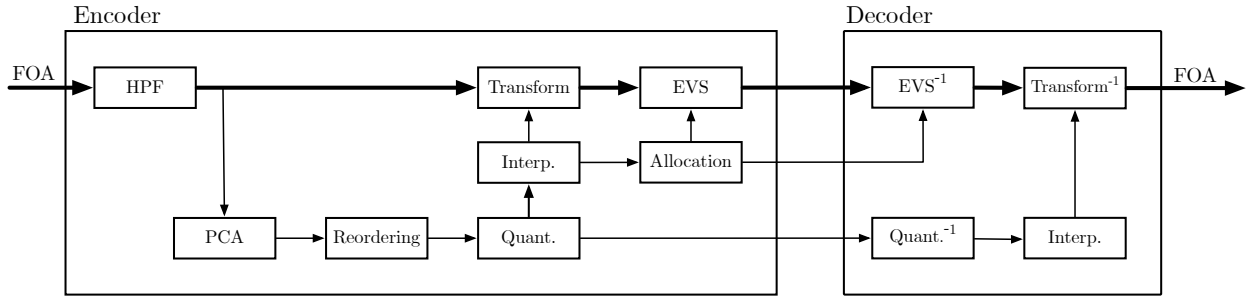 Encoder
Decoder
FOA
HPF
Transform
EVS
EVS-1
Transform-1
FOA
Interp.
Allocation
PCA
Reordering
Quant.
Quant.-1
Interp.